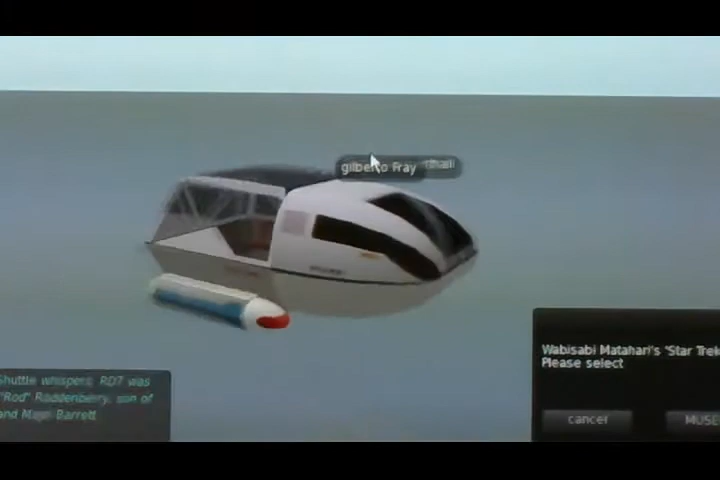 gilberto Fray
Wabisabi Matahari's 'Star Trek
Please select
Shuttle whispers: RD7 was
"Rod" Roddenberry, son of
and Majel Barrett
cancel
MUSE